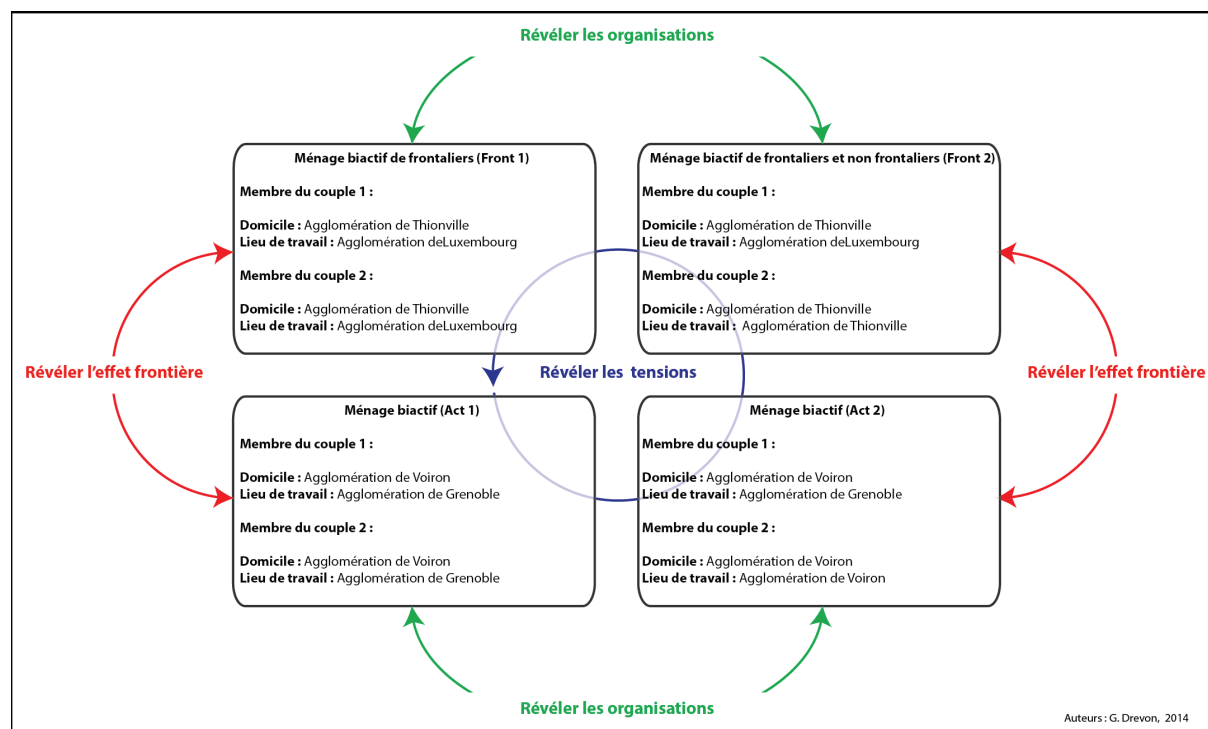 Révéler les organisations
Ménage biactif de frontaliers (Front 1)
Membre du couple 1 :
Domicile : Agglomération de Thionville
Lieu de travail : Agglomération deLuxembourg
Membre du couple 2 :
Domicile : Agglomération de Thionville
Lieu de travail : Agglomération deLuxembourg
Ménage biactif de frontaliers et non frontaliers (Front 2)
Membre du couple 1 :
Domicile : Agglomération de Thionville
Lieu de travail : Agglomération deLuxembourg
Membre du couple 2 :
Domicile : Agglomération de Thionville
Lieu de travail : Agglomération de Thionville
Révéler l'effet frontière
Révéler les tensions
Révéler l'effet frontière
Ménage biactif (Act 1)
Membre du couple 1 :
Domicile : Agglomération de Voiron
Lieu de travail : Agglomération de Grenoble
Membre du couple 2 :
Domicile : Agglomération de Voiron
Lieu de travail : Agglomération de Grenoble
Ménage biactif (Act 2)
Membre du couple 1 :
Domicile : Agglomération de Voiron
Lieu de travail : Agglomération de Grenoble
Membre du couple 2 :
Domicile : Agglomération de Voiron
Lieu de travail : Agglomération de Voiron
Révéler les organisations
Auteurs : G. Drevon, 2014